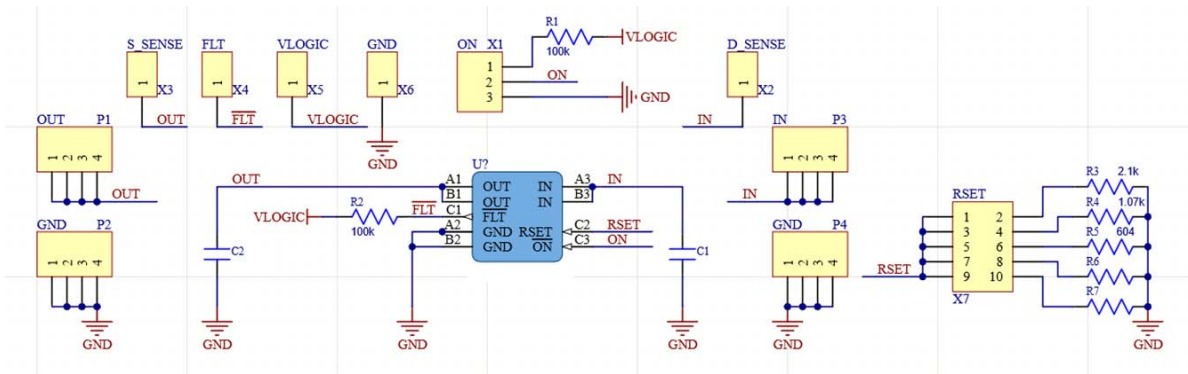 S_SENSE
1
X3
OUT
FLT
1
X4
FLT
VLOGIC
1
X5
VLOGIC
GND
1
X6
GND
ON X1
1
2
3
R1
100k
VLOGIC
ON
GND
D_SENSE
1
X2
IN
OUT P1
1 2 3 4
OUT
GND P2
1 2 3 4
GND
OUT
C2
GND
VLOGIC
R2
100k
FLT
GND
U?
A1 OUT IN A3
B1 OUT IN B3
C1 FLT
A2 GND RSET C2
B2 GND ON C3
IN
RSET
ON
C1
GND
IN P3
1 2 3 4
IN
GND P4
1 2 3 4
GND
RSET
RSET
1 2
3 4
5 6
7 8
9 10
X7
R3 2.1k
R4 1.07k
R5 604
R6
R7
GND